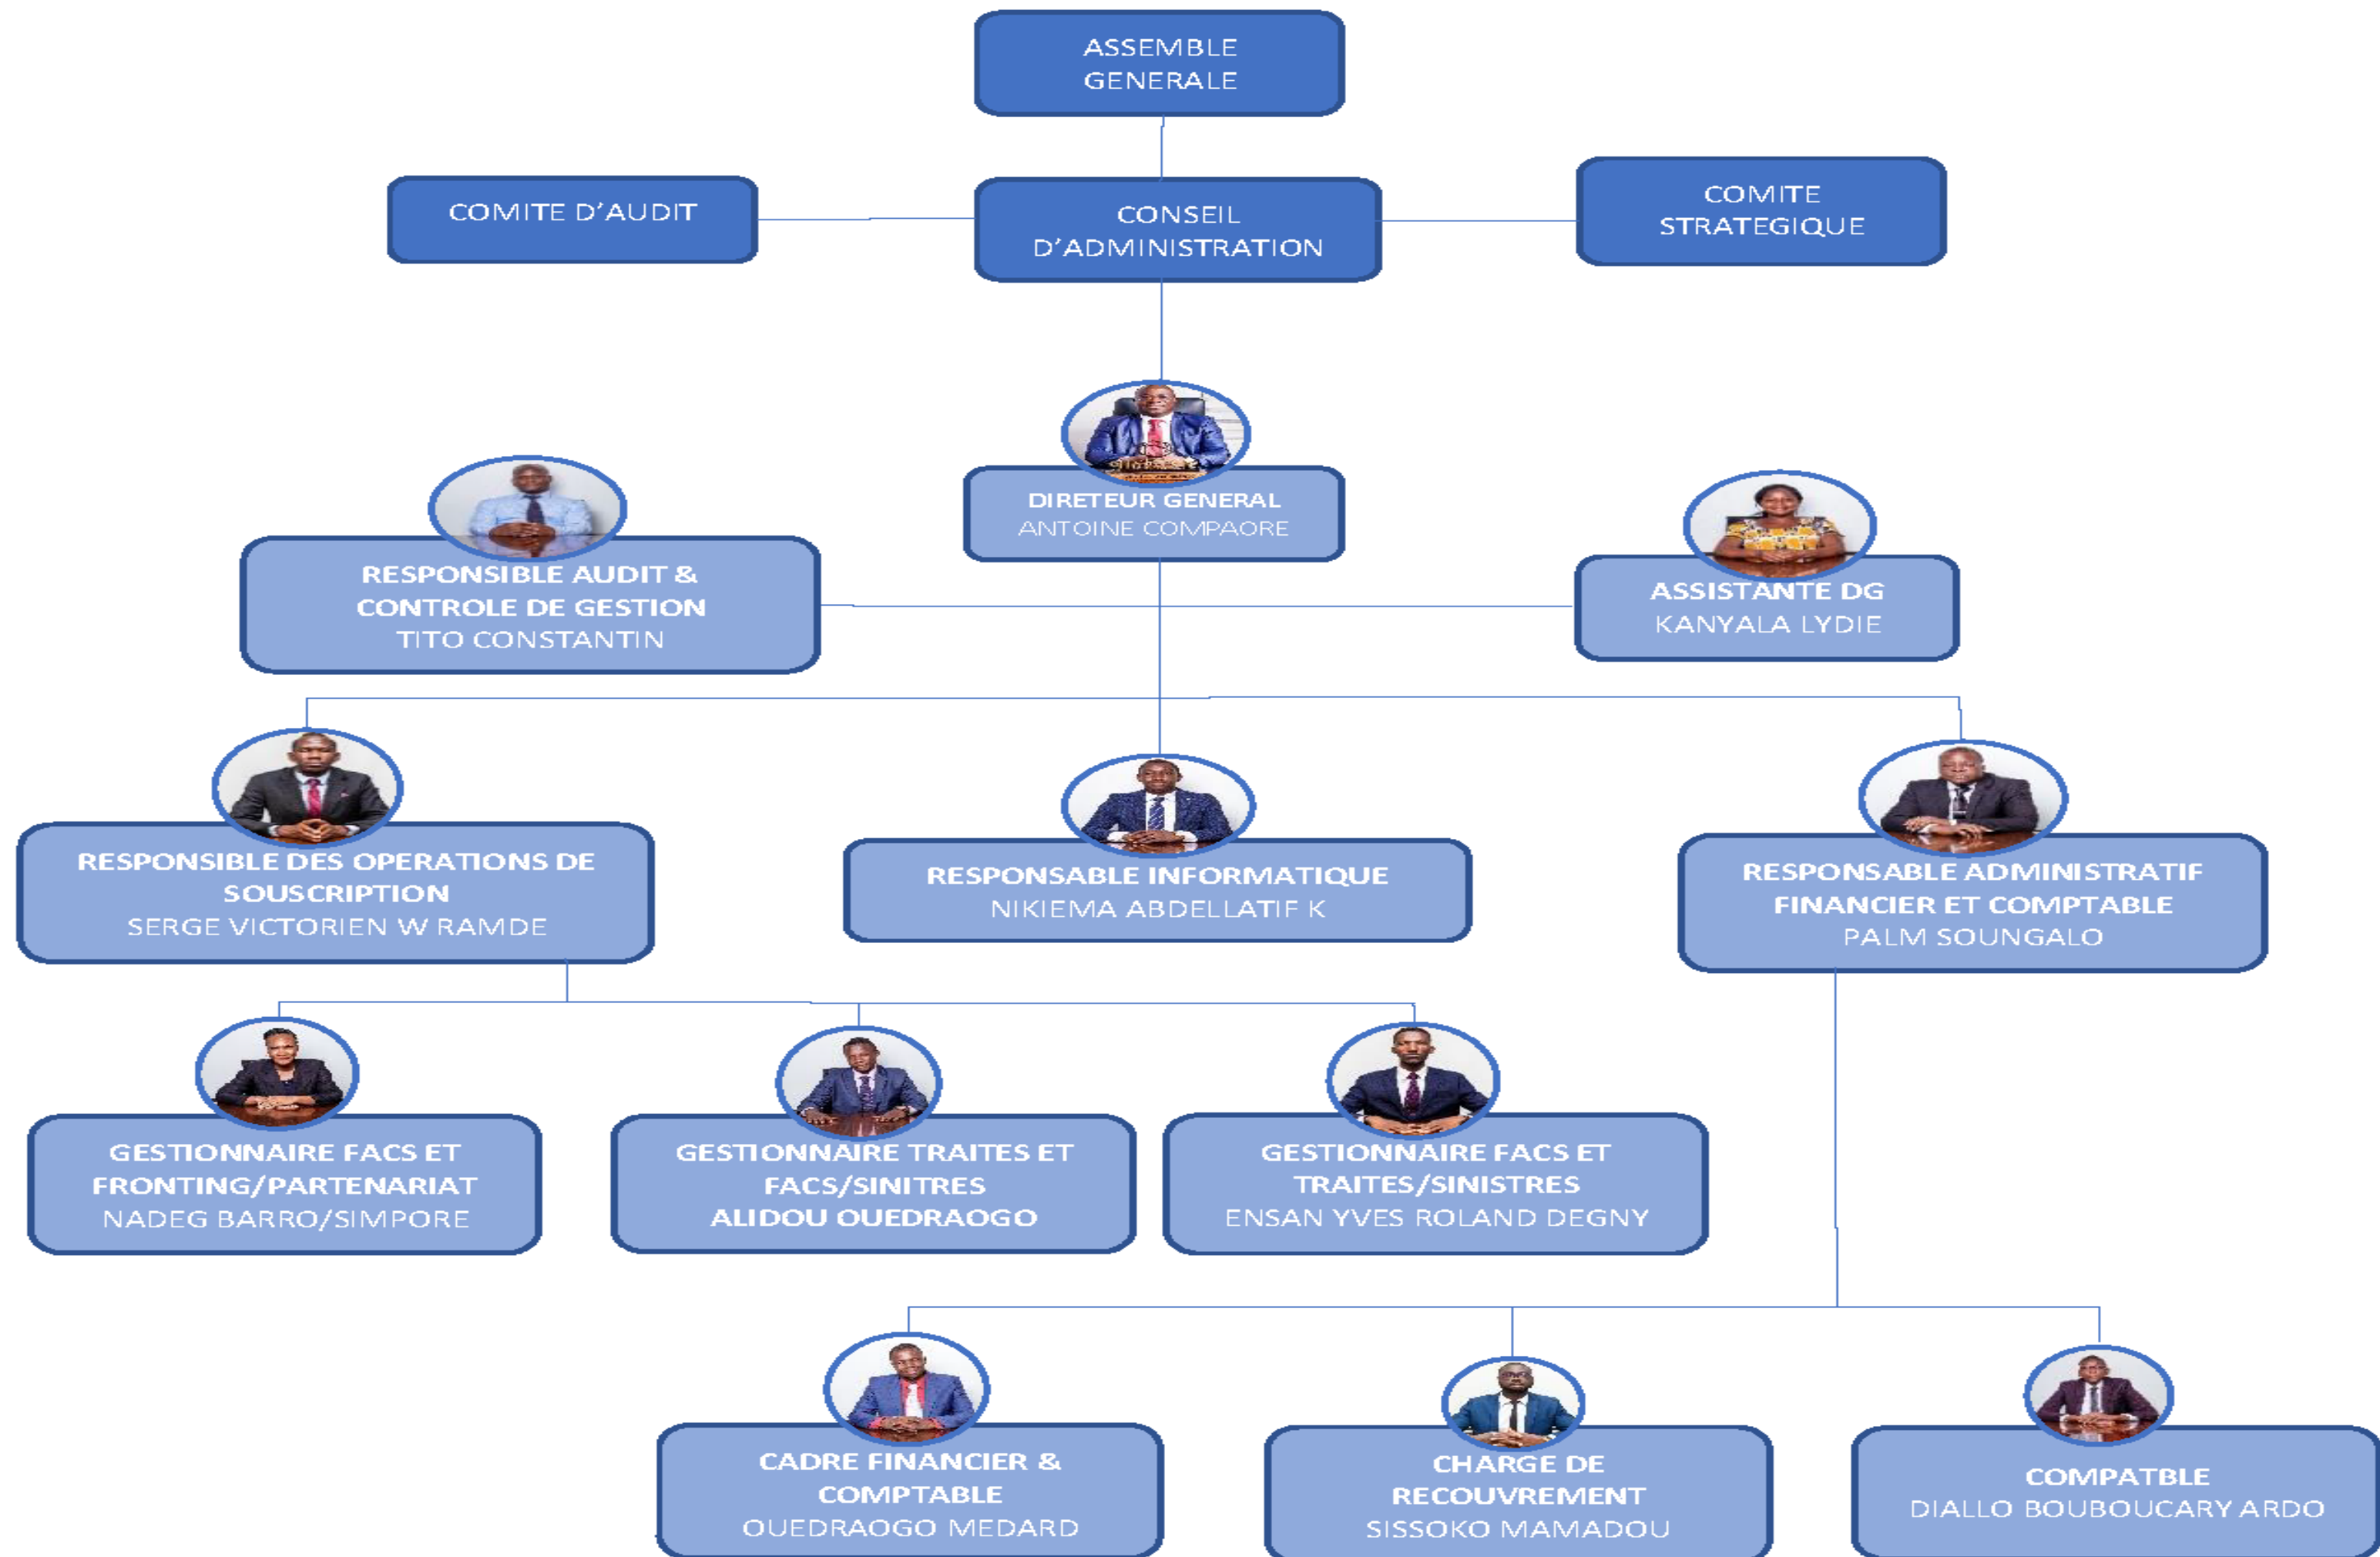 ASSEMBLE
GENERALE
COMITE D'AUDIT
CONSEIL
D'ADMINISTRATION
COMITE
STRATEGIQUE
DIRETEUR GENERAL
ANTOINE COMPAORE
RESPONSIBLE AUDIT &
CONTROLE DE GESTION
TITO CONSTANTIN
ASSISTANTE DG
KANYALA LYDIE
RESPONSIBLE DES OPERATIONS DE
SOUSCRIPTION
SERGE VICTORIEN W RAMDE
RESPONSABLE INFORMATIQUE
NIKIEMA ABDELLATIF K
RESPONSABLE ADMINISTRATIF
FINANCIER ET COMPTABLE
PALM SOUNGALO
GESTIONNAIRE FACS ET
FRONTING/PARTENARIAT
NADEG BARRO/SIMPORE
GESTIONNAIRE TRAITES ET
FACS/SINITRES
ALIDOU OUEDRAOGO
GESTIONNAIRE FACS ET
TRAITES/SINISTRES
ENSAN YVES ROLAND DEGNY
CADRE FINANCIER &
COMPTABLE
OUEDRAOGO MEDARD
CHARGE DE
RECOUVREMENT
SISSOKO MAMADOU
COMPATBLE
DIALLO BOUBOUCARY ARDO